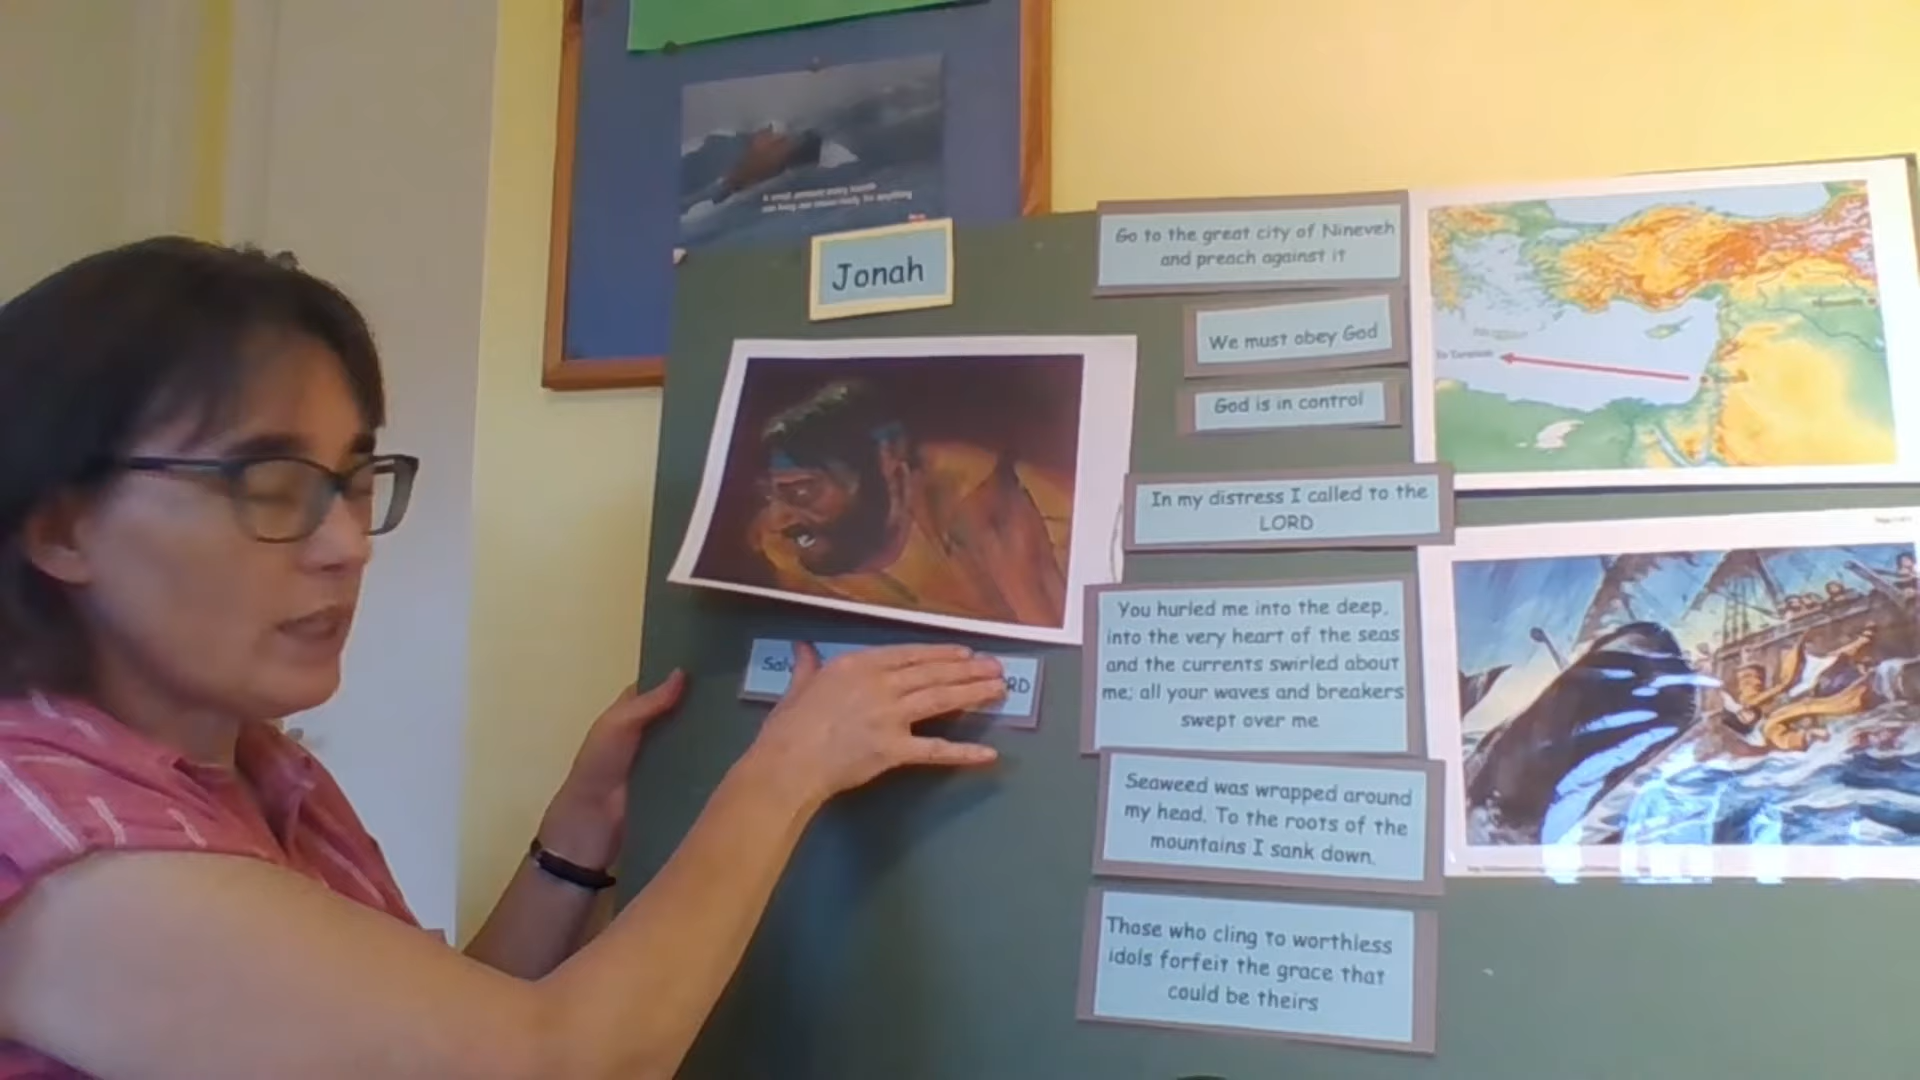 Jonah
Go to the great city of Nineveh
and preach against it
We must obey God
God is in control
In my distress I called to the
LORD
You hurled me into the deep,
into the very heart of the seas
and the currents swirled about
me; all your waves and breakers
swept over me
Seaweed was wrapped around
my head. To the roots of the
mountains I sank down.
Those who cling to worthless
idols forfeit the grace that
could be theirs